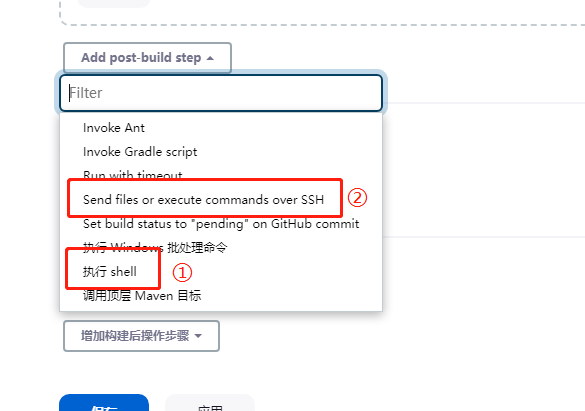 Add post-build step
Filter
Invoke Ant
Invoke Gradle script
Run with timeout
Send files or execute commands over SSH ②
Set build status to "pending" on GitHub commit
执行 Windows 批处理命令
执行 shell ①
调用顶层 Maven 目标
增加构建后操作步骤
保存 应用